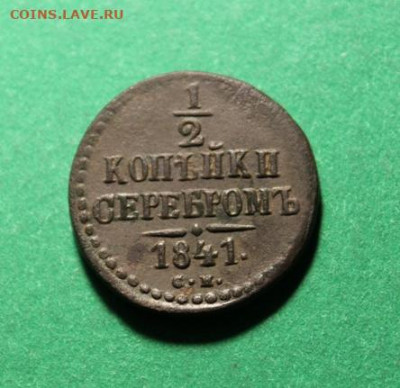 COINS.LAVE.RU
1
2
КОПѢЙКИ
СЕРЕБРОМЪ
1841.
С.М.